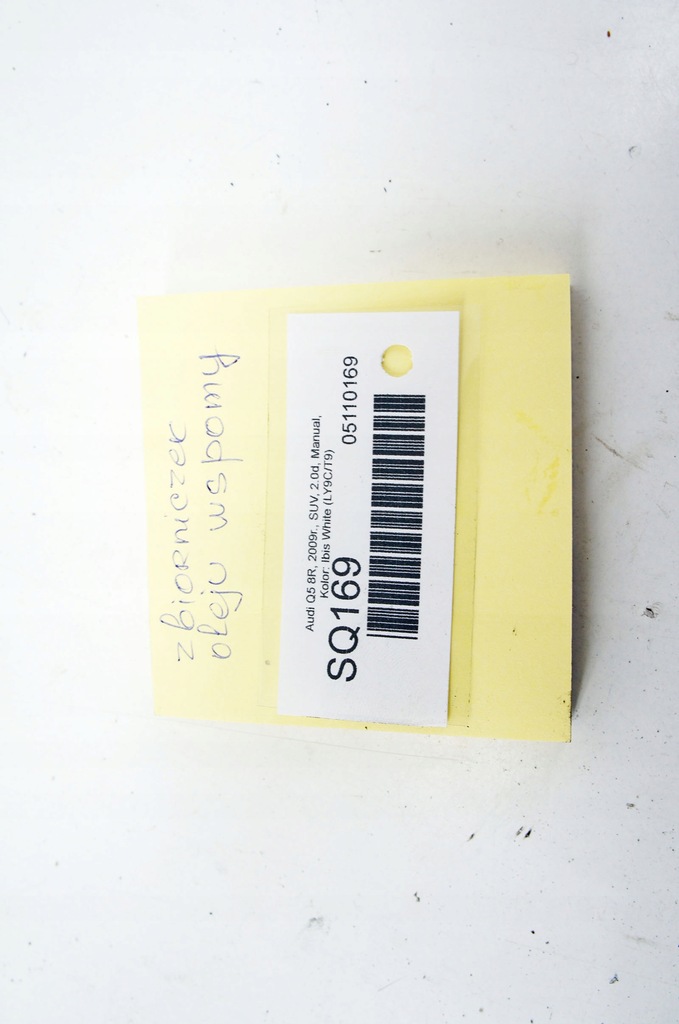 zbiorniczek
oleju wspomy
Audi Q5 8R, 2009r., SUV, 2.0d, Manual,
Kolor: Ibis White (LY9C/T9)
SQ169
05110169